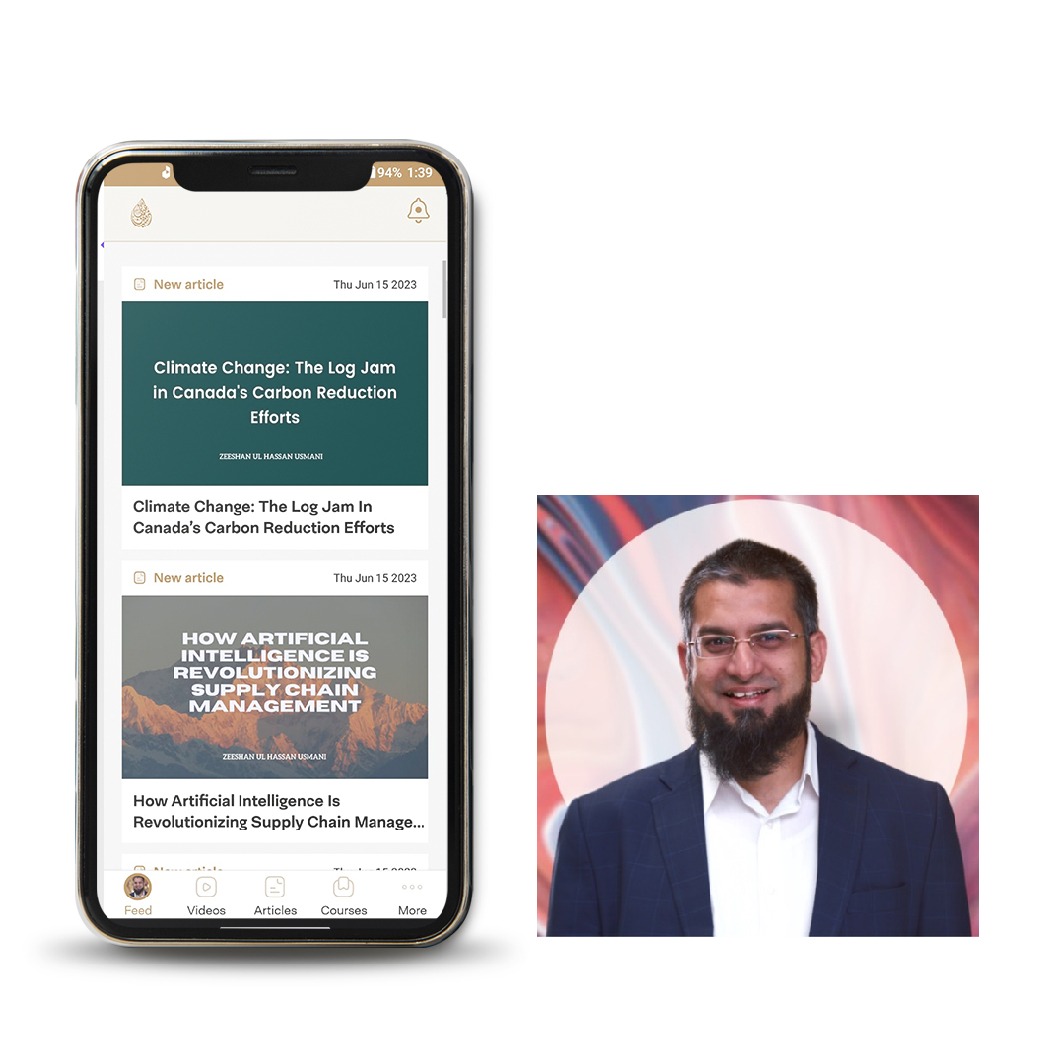 94% 1:39
New article
Thu Jun 15 2023
Climate Change: The Log Jam
in Canada's Carbon Reduction
Efforts
ZEESHAN UL HASSAN USMANI
Climate Change: The Log Jam In
Canada’s Carbon Reduction Efforts
New article
Thu Jun 15 2023
HOW ARTIFICIAL
INTELLIGENCE IS
REVOLUTIONIZING
SUPPLY CHAIN
MANAGEMENT
ZEESHAN UL HASSAN USMANI
How Artificial Intelligence Is
Revolutionizing Supply Chain Manage...
Feed
Videos
Articles
Courses
More